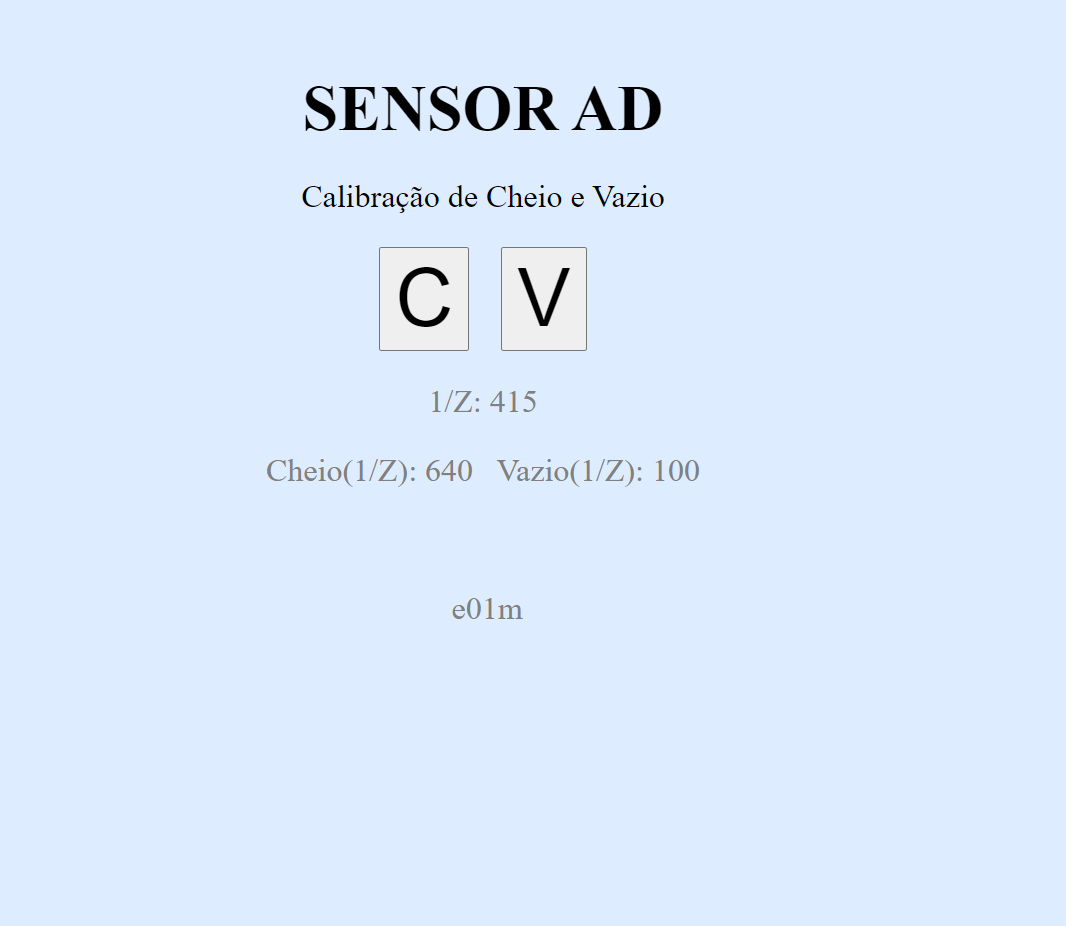 SENSOR AD
Calibração de Cheio e Vazio
C V
1/Z: 415
Cheio(1/Z): 640 Vazio(1/Z): 100
e01m